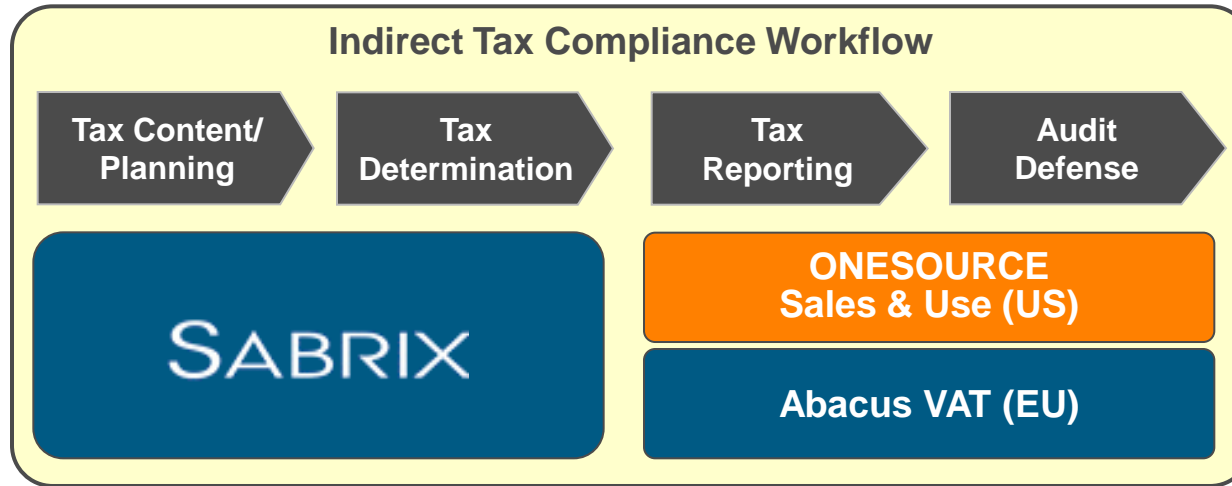 Indirect Tax Compliance Workflow
Tax Content/
Planning
Tax
Determination
Tax
Reporting
Audit
Defense
SABRIX
ONESOURCE
Sales & Use (US)
Abacus VAT (EU)